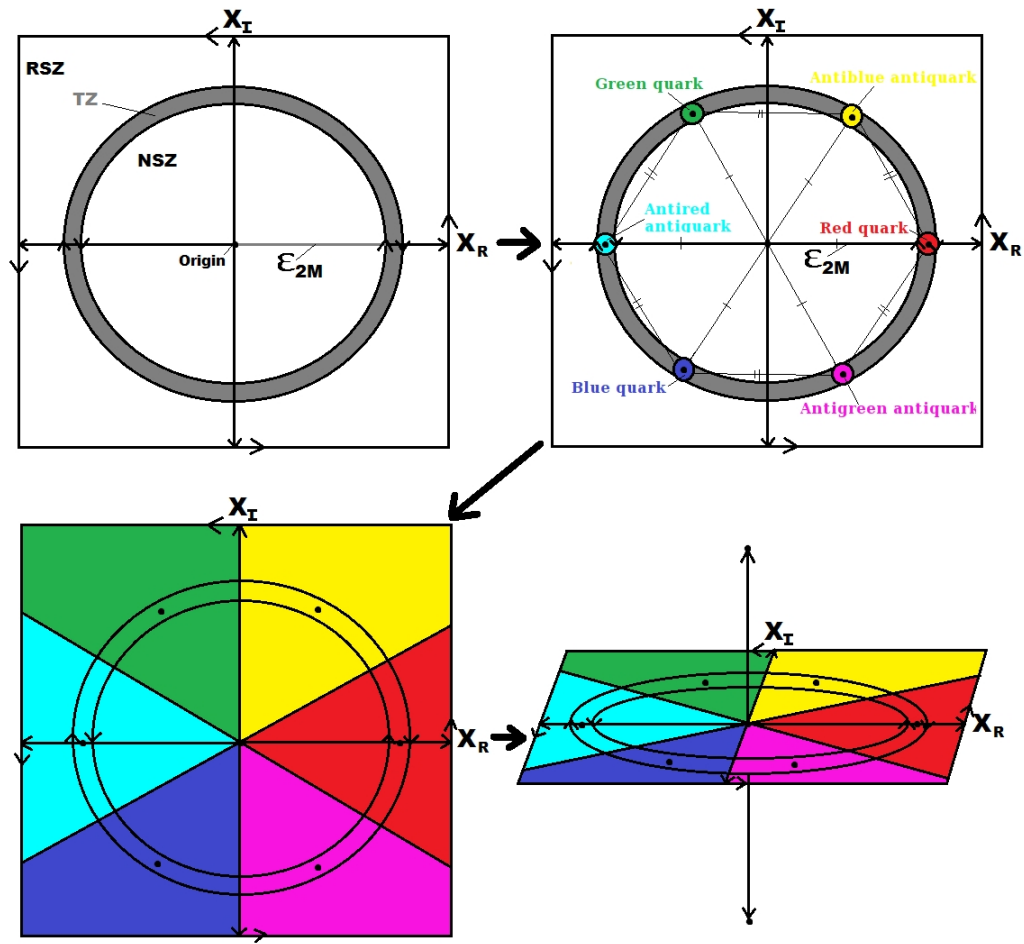 X_I
RSZ
TZ
NSZ
Origin
ε_2M
X_R
X_I
Green quark
Antiblue antiquark
Antired
antiquark
Red quark
ε_2M
X_R
Blue quark
Antigreen antiquark
X_I
X_R
X_I
X_R